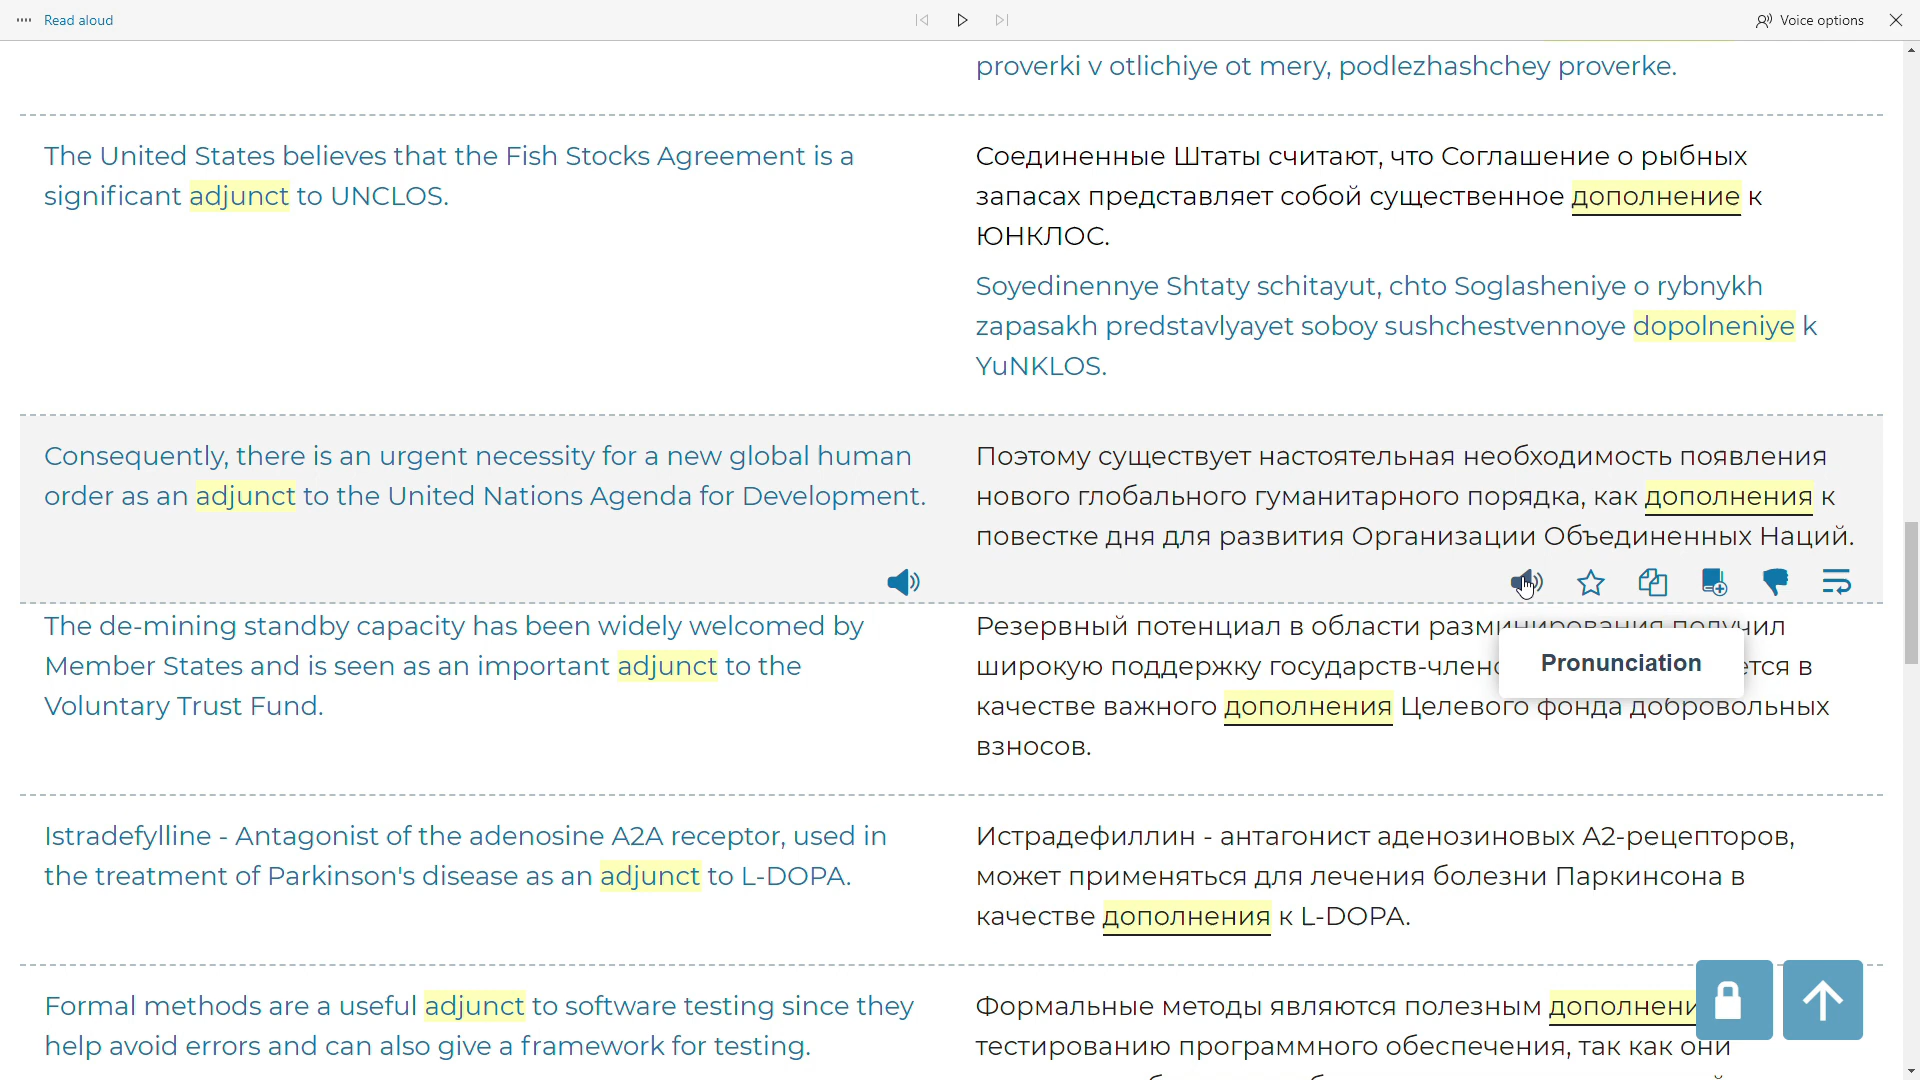 Read aloud
Voice options
proverki v otlichiye ot mery, podlezhashchey proverke.
The United States believes that the Fish Stocks Agreement is a
significant adjunct to UNCLOS.
Соединенные Штаты считают, что Соглашение о рыбных
запасах представляет собой существенное дополнение к
ЮНКЛОС.
Soyedinennye Shtaty schitayut, chto Soglasheniye o rybnykh
zapasakh predstavlyayet soboy sushchestvennoye dopolneniye k
YuNKLOS.
Consequently, there is an urgent necessity for a new global human
order as an adjunct to the United Nations Agenda for Development.
Поэтому существует настоятельная необходимость появления
нового глобального гуманитарного порядка, как дополнения к
повестке дня для развития Организации Объединенных Наций.
The de-mining standby capacity has been widely welcomed by
Member States and is seen as an important adjunct to the
Voluntary Trust Fund.
Резервный потенциал в области разминирования получил
широкую поддержку
качестве важного дополнения Целевого фонда добровольных
взносов.
Pronunciation
Istradefylline - Antagonist of the adenosine A2A receptor, used in
the treatment of Parkinson's disease as an adjunct to L-DOPA.
Истрадефиллин - антагонист аденозиновых А2-рецепторов,
может применяться для лечения болезни Паркинсона в
качестве дополнения к L-DOPA.
Formal methods are a useful adjunct to software testing since they
help avoid errors and can also give a framework for testing.
Формальные методы являются полезным дополнени
тестированию программного обеспечения, так как они